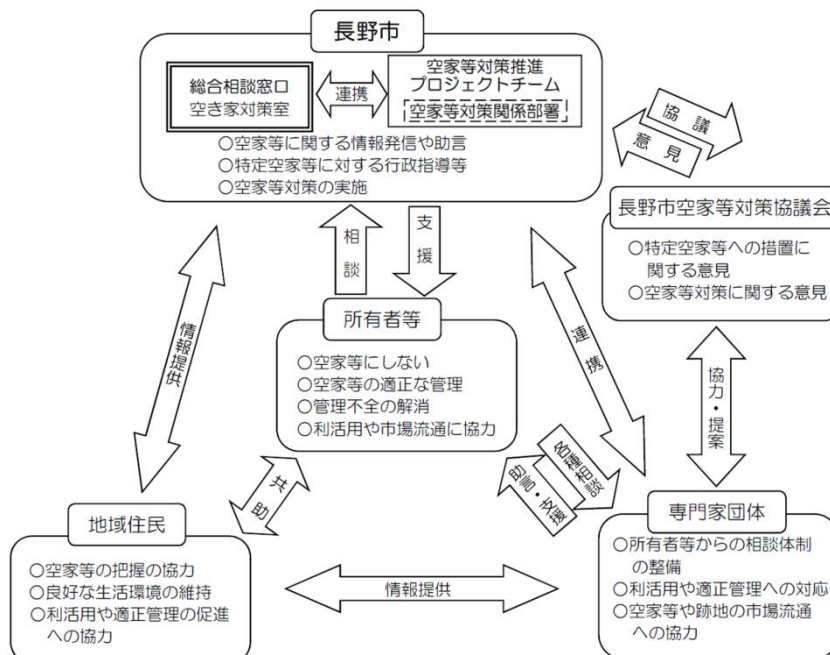 長野市
総合相談窓口
空き家対策室
連携
空家等対策推進
プロジェクトチーム
空家等対策関係部署
○空家等に関する情報発信や助言
○特定空家等に対する行政指導等
○空家等対策の実施
協議
意見
長野市空家等対策協議会
○特定空家等への措置に
関する意見
○空家等対策に関する意見
相談
支援
情報提供
所有者等
○空家等にしない
○空家等の適正な管理
○管理不全の解消
○利活用や市場流通に協力
連携
協力・提案
共助
各種相談
助言・支援
地域住民
○空家等の把握の協力
○良好な生活環境の維持
○利活用や適正管理の促進
への協力
情報提供
専門家団体
○所有者等からの相談体制
の整備
○利活用や適正管理への対応
○空家等や跡地の市場流通
への協力